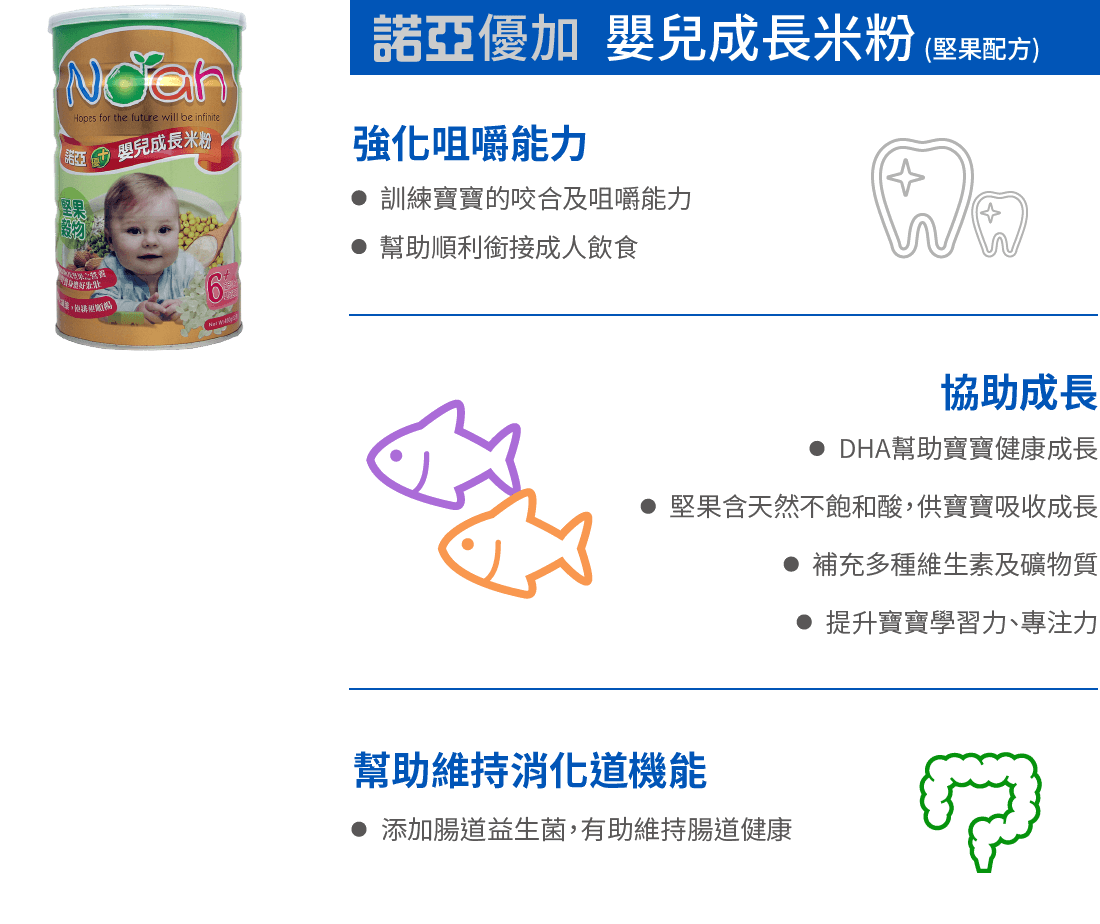 Noah
Hopes for the future will be infinite
諾亞 優+ 嬰兒成長米粉
堅果
穀物
6+
諾亞優加 嬰兒成長米粉 (堅果配方)
強化咀嚼能力
● 訓練寶寶的咬合及咀嚼能力
● 幫助順利銜接成人飲食
協助成長
● DHA幫助寶寶健康成長
● 堅果含天然不飽和酸，供寶寶吸收成長
● 補充多種維生素及礦物質
● 提升寶寶學習力、專注力
幫助維持消化道機能
● 添加腸道益生菌，有助維持腸道健康